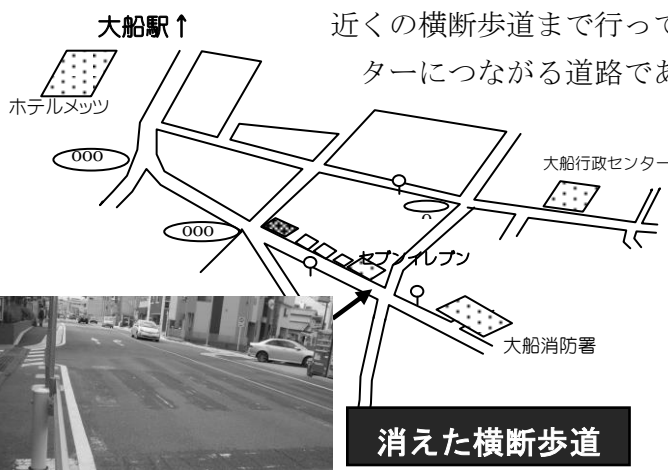 大船駅↑
近くの横断歩道まで行って
ターにつながる道路であ
ホテルメッツ
000
大船行政センター
000
セブンイレブン
大船消防署
消えた横断歩道